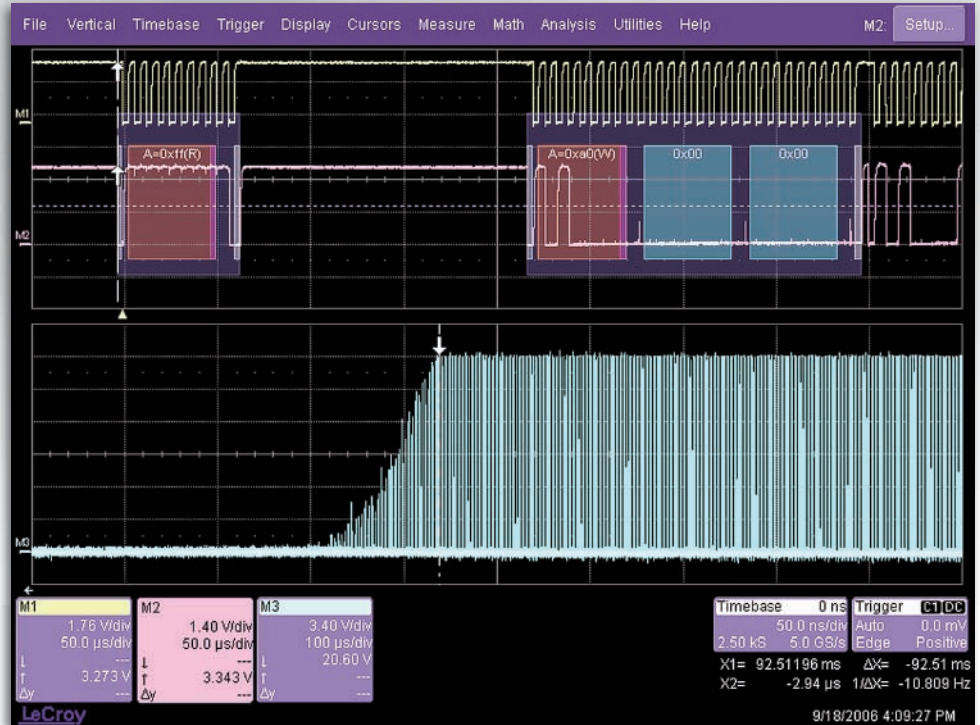 File Vertical Timebase Trigger Display Cursors Measure Math Analysis Utilities Help M2: Setup...
M1
A=0xff(R) A=0xa0(W) 0x00 0x00
M2
M3
M1
1.76 V/div
50.0 µs/div
---
3.273 V
Δy ---
M2
1.40 V/div
50.0 µs/div
---
3.343 V
Δy ---
M3
3.40 V/div
100 µs/div
20.60 V
---
Δy ---
Timebase 0 ns
50.0 ns/div
2.50 kS 5.0 GS/s
Trigger C1 DC
Auto 0.0 mV
Edge Positive
X1= 92.51196 ms ΔX= -92.51 ms
X2= -2.94 µs 1/ΔX= -10.809 Hz
LeCroy 9/18/2006 4:09:27 PM